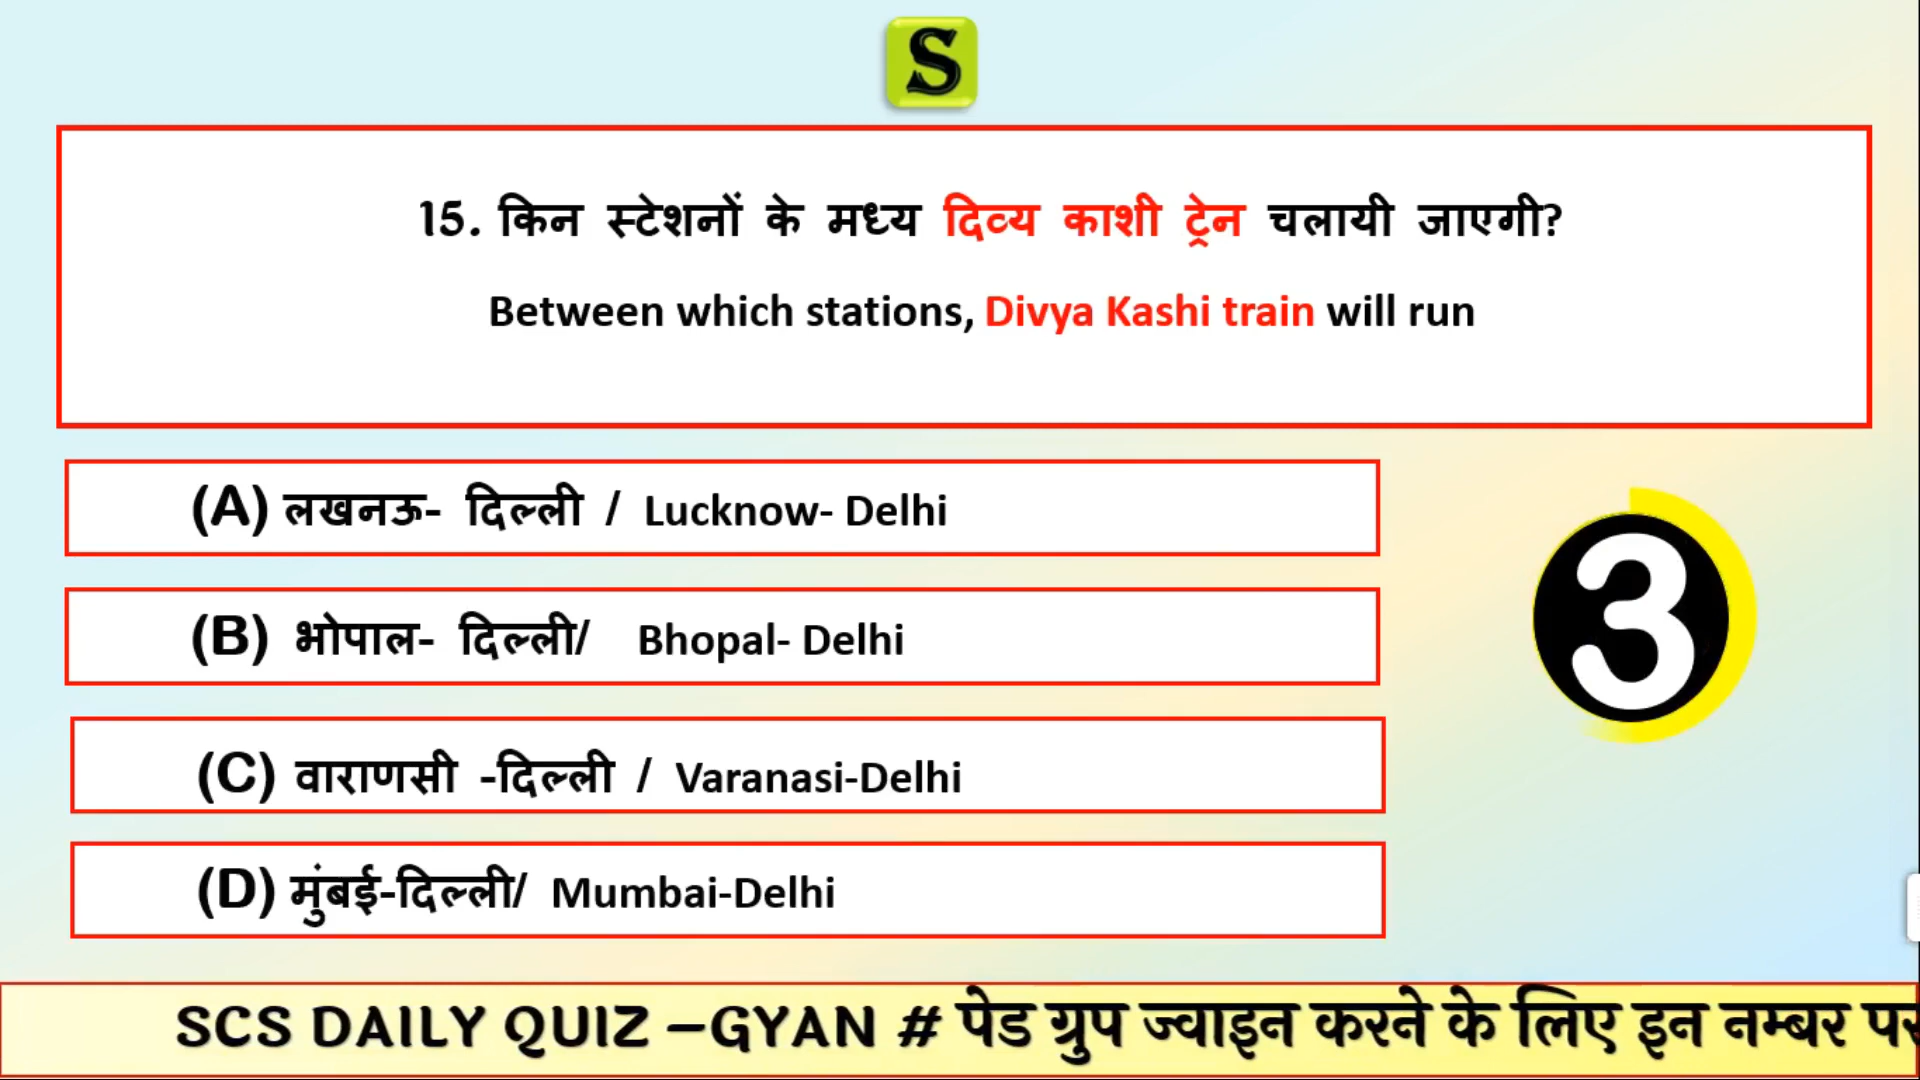 S
15. किन स्टेशनों के मध्य दिव्य काशी ट्रेन चलायी जाएगी?
Between which stations, Divya Kashi train will run
(A) लखनऊ- दिल्ली / Lucknow- Delhi
(B) भोपाल- दिल्ली/ Bhopal- Delhi
3
(C) वाराणसी -दिल्ली / Varanasi-Delhi
(D) मुंबई-दिल्ली/ Mumbai-Delhi
SCS DAILY QUIZ –GYAN # पेड ग्रुप ज्वाइन करने के लिए इन नम्बर पर